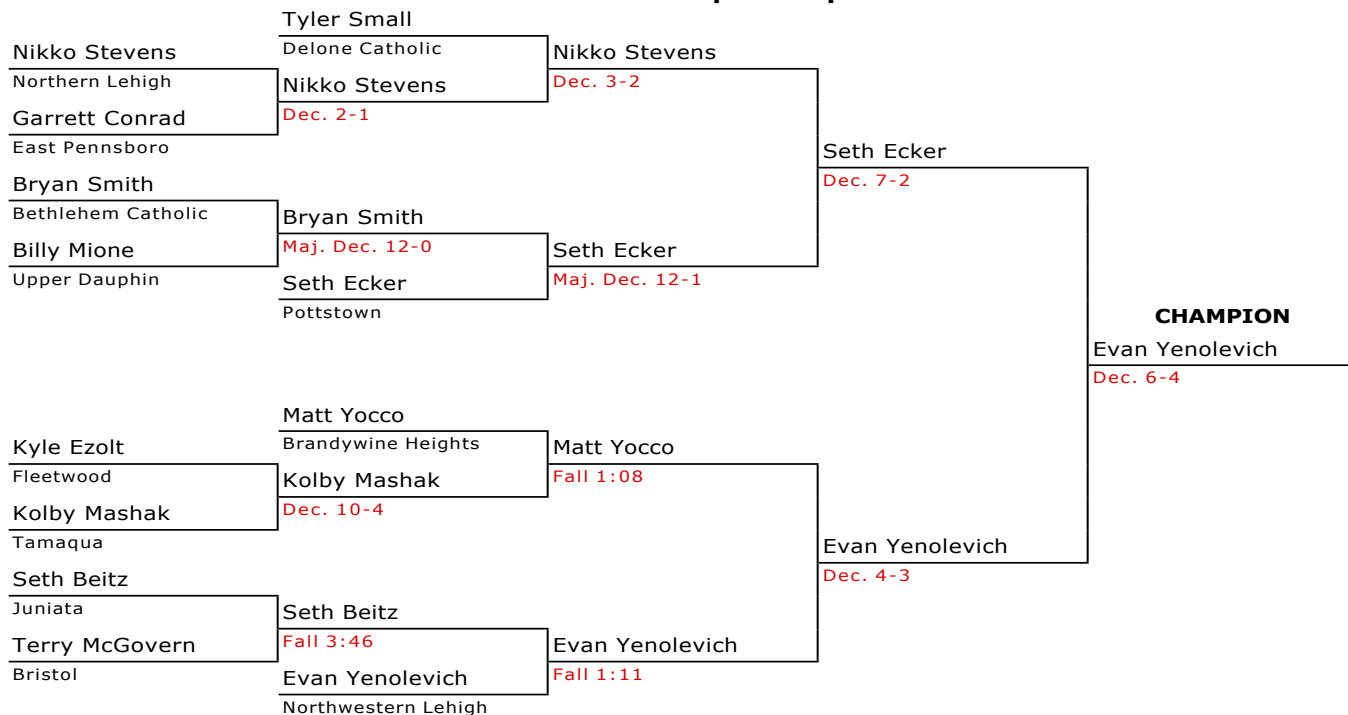 Tyler Small
Nikko Stevens
Delone Catholic
Nikko Stevens
Northern Lehigh
Nikko Stevens
Dec. 3-2
Garrett Conrad
Dec. 2-1
East Pennsboro
Seth Ecker
Bryan Smith
Dec. 7-2
Bethlehem Catholic
Bryan Smith
Billy Mione
Maj. Dec. 12-0
Seth Ecker
Upper Dauphin
Seth Ecker
Maj. Dec. 12-1
Pottstown
CHAMPION
Evan Yenolevich
Dec. 6-4
Matt Yocco
Kyle Ezolt
Brandywine Heights
Matt Yocco
Fleetwood
Kolby Mashak
Fall 1:08
Kolby Mashak
Dec. 10-4
Tamaqua
Evan Yenolevich
Seth Beitz
Dec. 4-3
Juniata
Seth Beitz
Terry McGovern
Fall 3:46
Evan Yenolevich
Bristol
Evan Yenolevich
Fall 1:11
Northwestern Lehigh